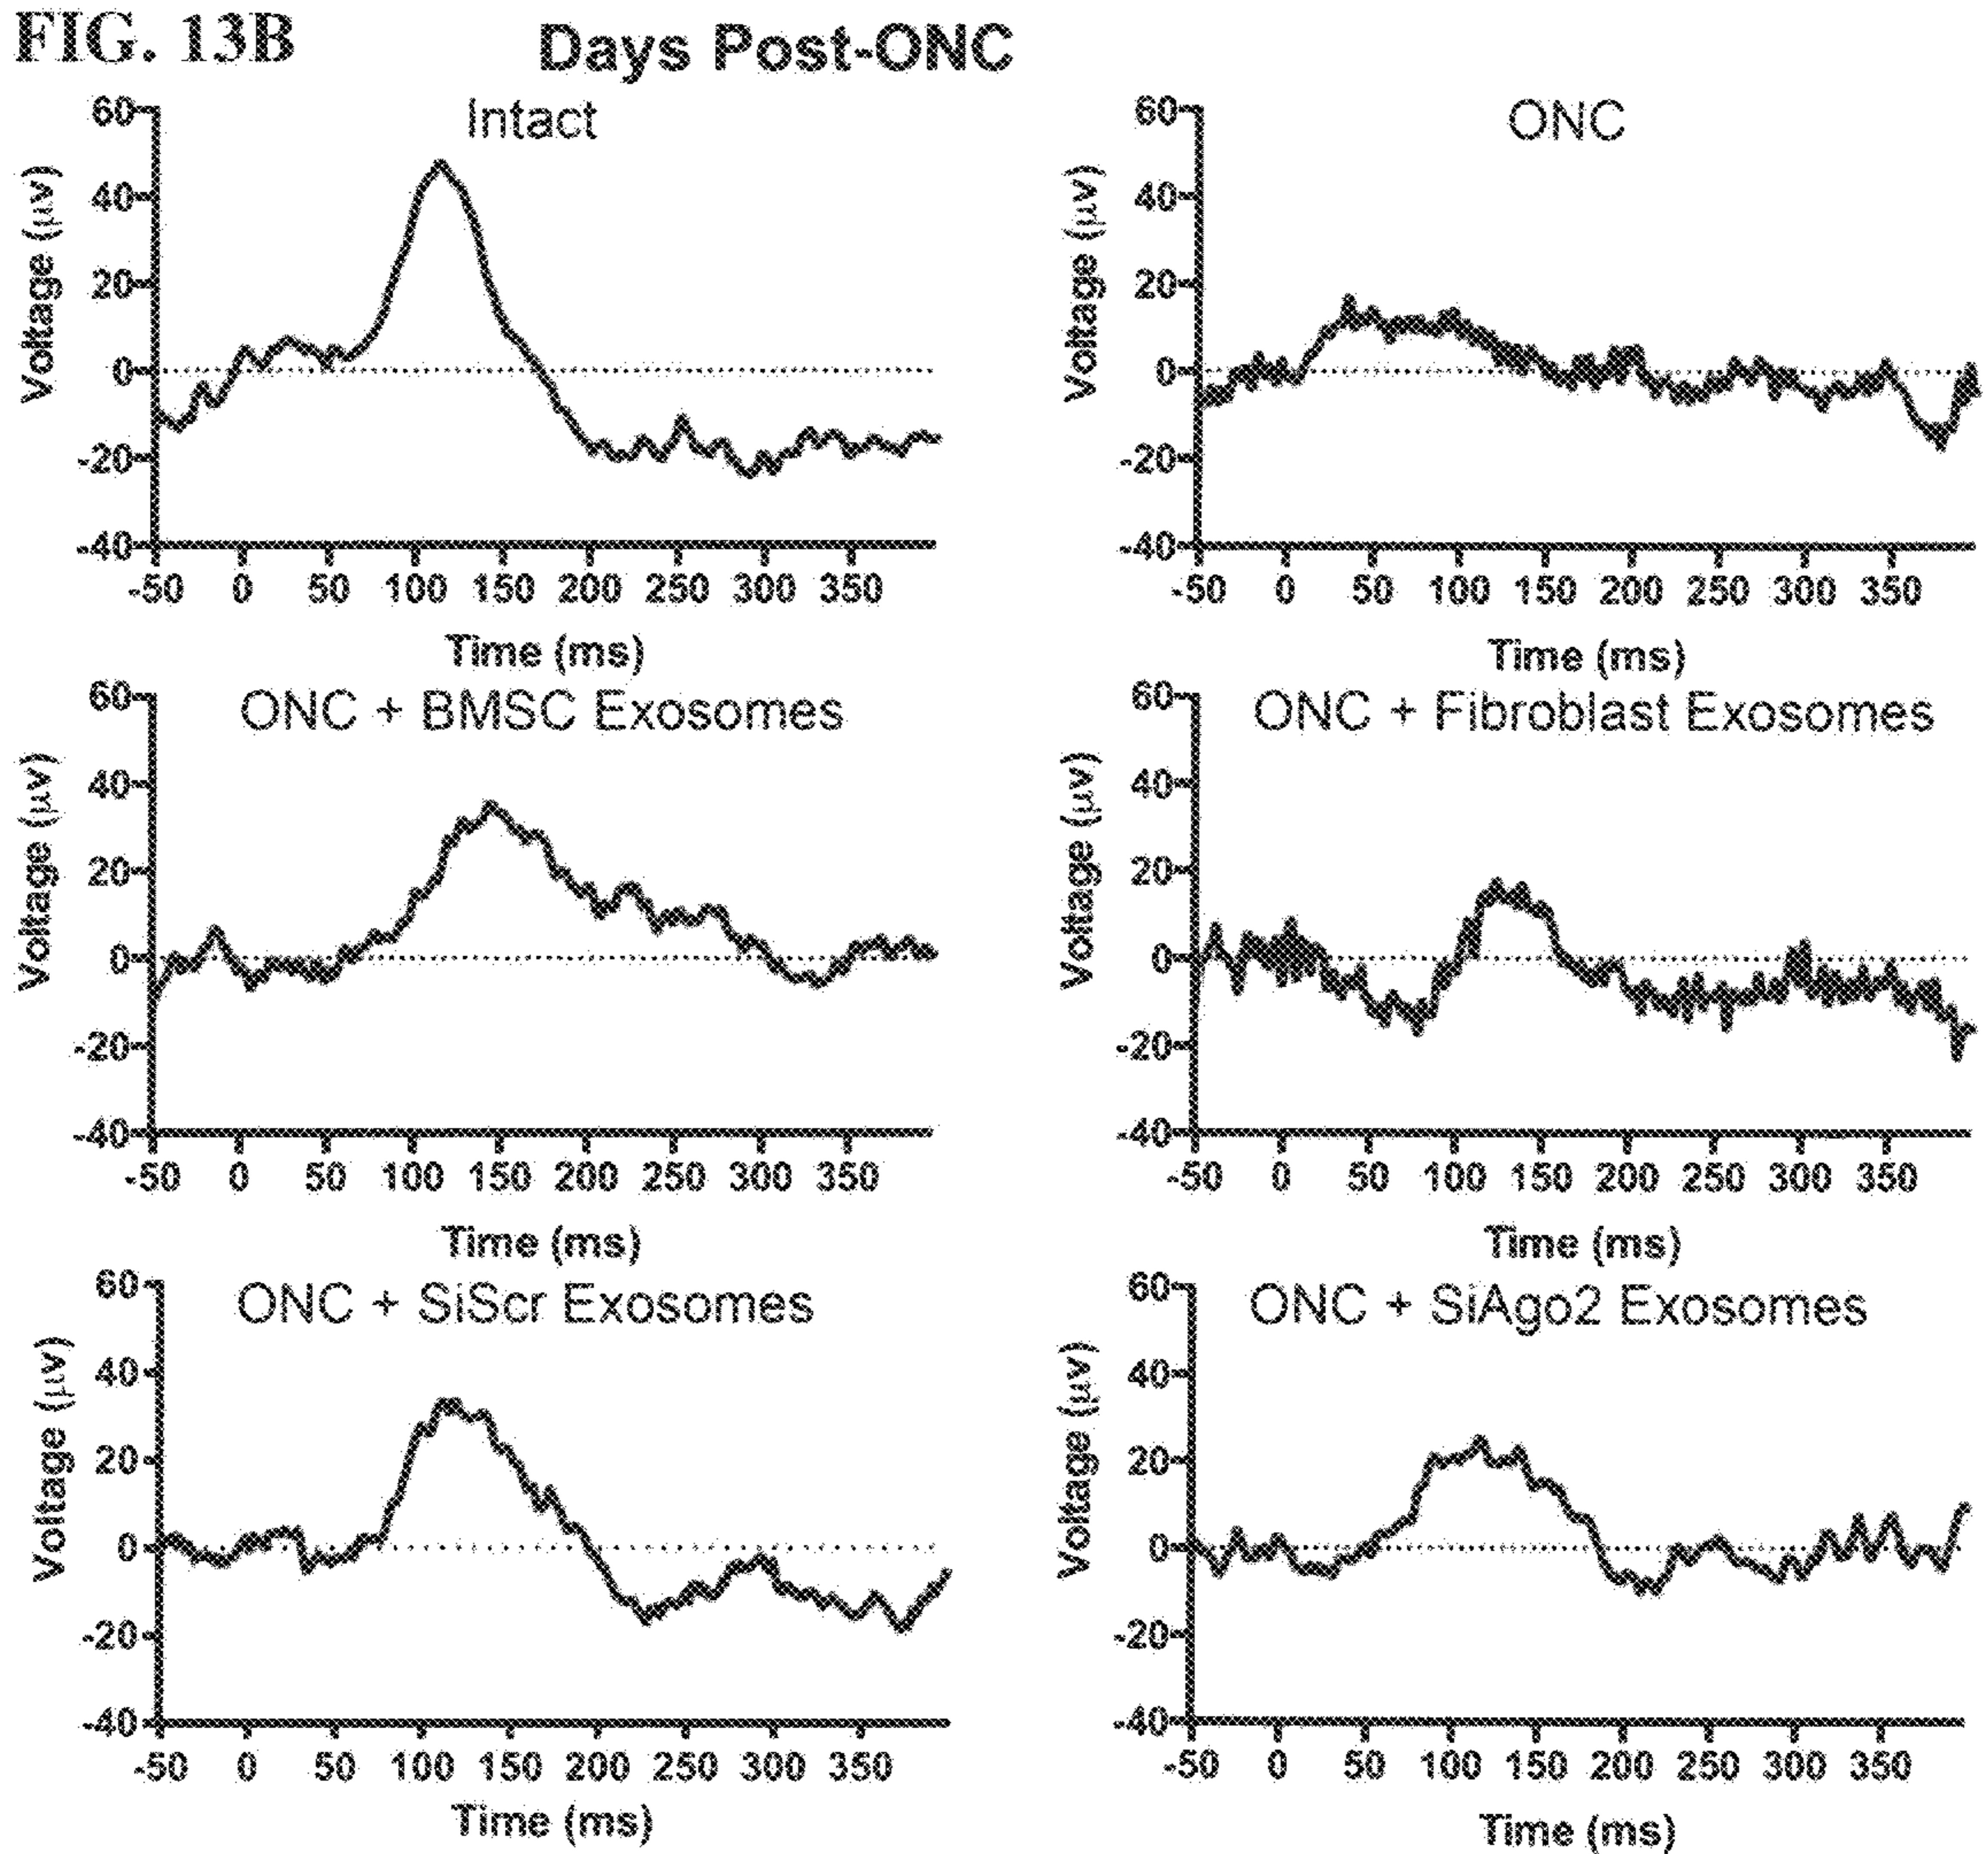 FIG. 13B
Days Post-ONC
Intact
Voltage (μv)
60
40
20
0
-20
-40
-50 0 50 100 150 200 250 300 350
Time (ms)
ONC
Voltage (μv)
60
40
20
0
-20
-40
-50 0 50 100 150 200 250 300 350
Time (ms)
ONC + BMSC Exosomes
Voltage (μv)
60
40
20
0
-20
-40
-50 0 50 100 150 200 250 300 350
Time (ms)
ONC + Fibroblast Exosomes
Voltage (μv)
60
40
20
0
-20
-40
-50 0 50 100 150 200 250 300 350
Time (ms)
ONC + SiScr Exosomes
Voltage (μv)
60
40
20
0
-20
-40
-50 0 50 100 150 200 250 300 350
Time (ms)
ONC + SiAgo2 Exosomes
Voltage (μv)
60
40
20
0
-20
-40
-50 0 50 100 150 200 250 300 350
Time (ms)